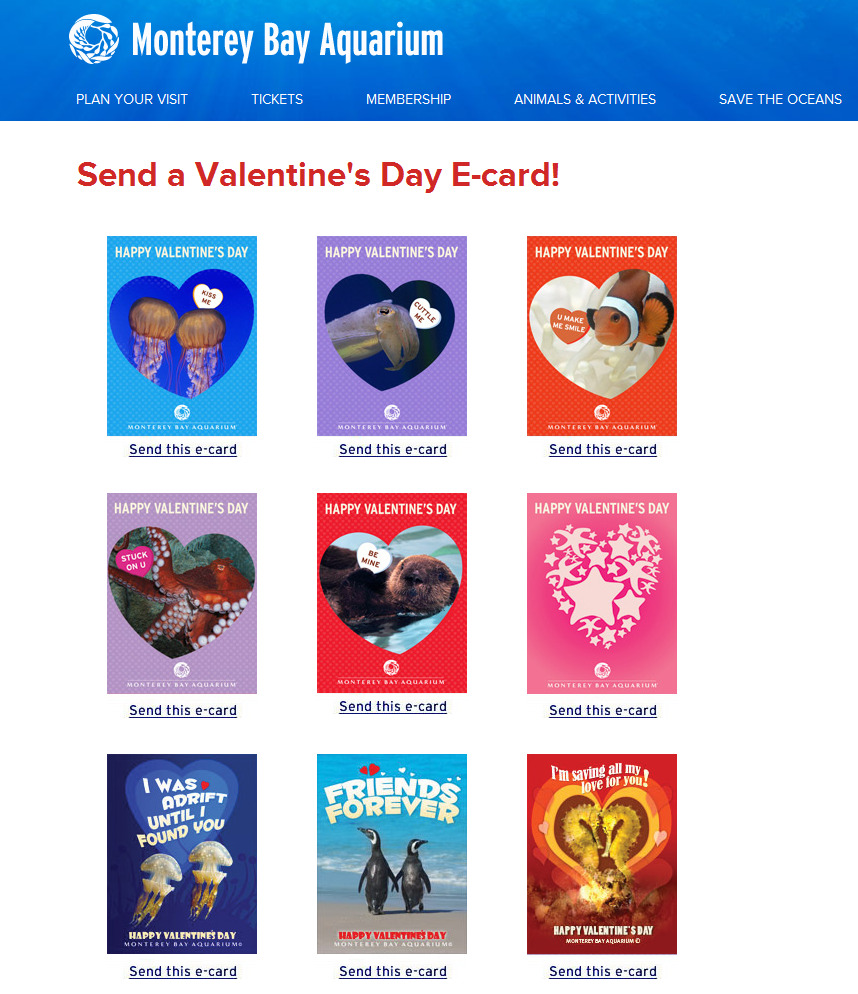 Monterey Bay Aquarium
PLAN YOUR VISIT TICKETS MEMBERSHIP ANIMALS & ACTIVITIES SAVE THE OCEANS
Send a Valentine's Day E-card!
HAPPY VALENTINE'S DAY
KISS
ME
MONTEREY BAY AQUARIUM
Send this e-card
HAPPY VALENTINE'S DAY
CUTTLE
ME
MONTEREY BAY AQUARIUM
Send this e-card
HAPPY VALENTINE'S DAY
U MAKE
ME SMILE
MONTEREY BAY AQUARIUM
Send this e-card
HAPPY VALENTINE'S DAY
STUCK
ON U
MONTEREY BAY AQUARIUM
Send this e-card
HAPPY VALENTINE'S DAY
BE
MINE
MONTEREY BAY AQUARIUM
Send this e-card
HAPPY VALENTINE'S DAY
MONTEREY BAY AQUARIUM
Send this e-card
I WAS
ADRIFT
UNTIL I
FOUND YOU
HAPPY VALENTINE'S DAY
MONTEREY BAY AQUARIUM®
Send this e-card
FRIENDS
FOREVER
HAPPY VALENTINE'S DAY
MONTEREY BAY AQUARIUM®
Send this e-card
I'm saving all my
love for you!
HAPPY VALENTINE'S DAY
MONTEREY BAY AQUARIUM ©
Send this e-card